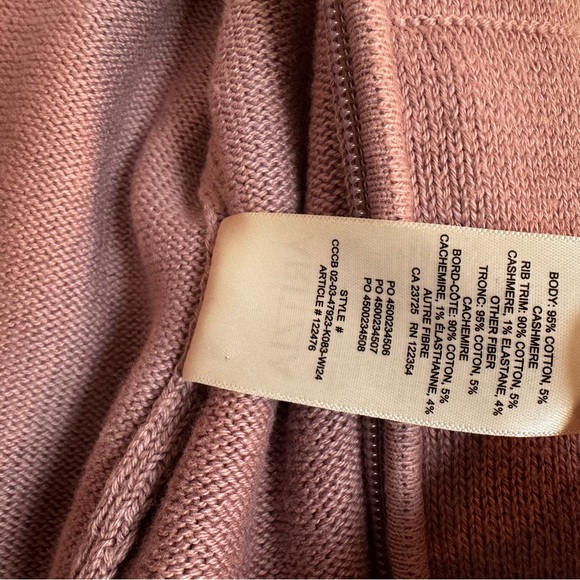 BODY: 95% COTTON, 5%
CASHMERE
RIB TRIM: 90% COTTON, 5%
CASHMERE, 1% ELASTANE, 4%
OTHER FIBER
TRONC: 95% COTON, 5%
CACHEMIRE
BORD-CÔTE: 90% COTON, 5%
CACHEMIRE, 1% ÉLASTHANNE, 4%
AUTRE FIBRE
CA 23725 RN 122354
PO 4500234506
PO 4500234507
PO 4500234508
STYLE #
CCCB 02-03-47923-K083-WI24
ARTICLE # 122476